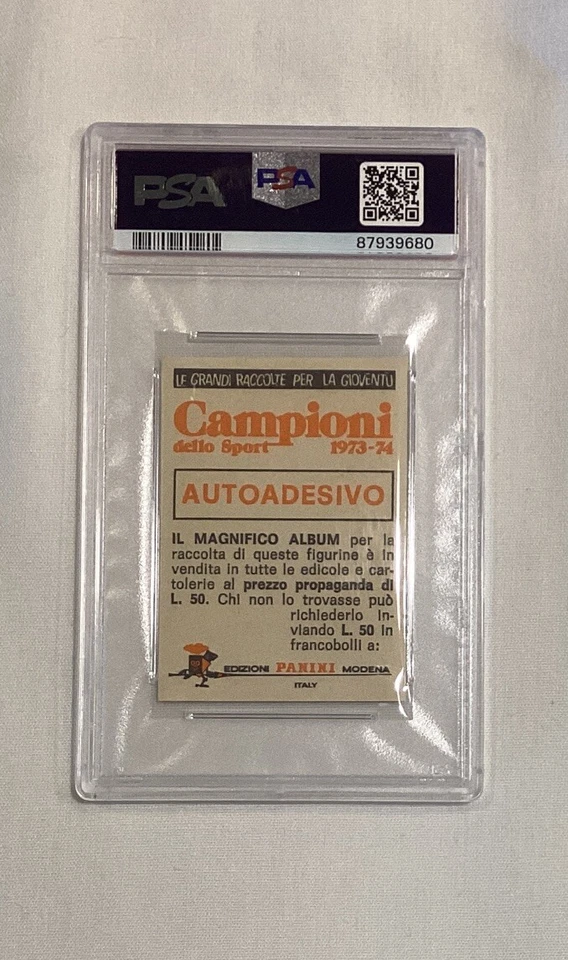 PSA PSA
87939680
LE GRANDI RACCOLTE PER LA GIOVENTÙ
Campioni
dello Sport 1973-74
AUTOADESIVO
IL MAGNIFICO ALBUM per la
raccolta di queste figurine è in
vendita in tutte le edicole e car-
tolerie al prezzo propaganda di
L. 50. Chi non lo trovasse può
richiederlo in-
viando L. 50 in
francobolli a:
EDIZIONI PANINI MODENA
ITALY